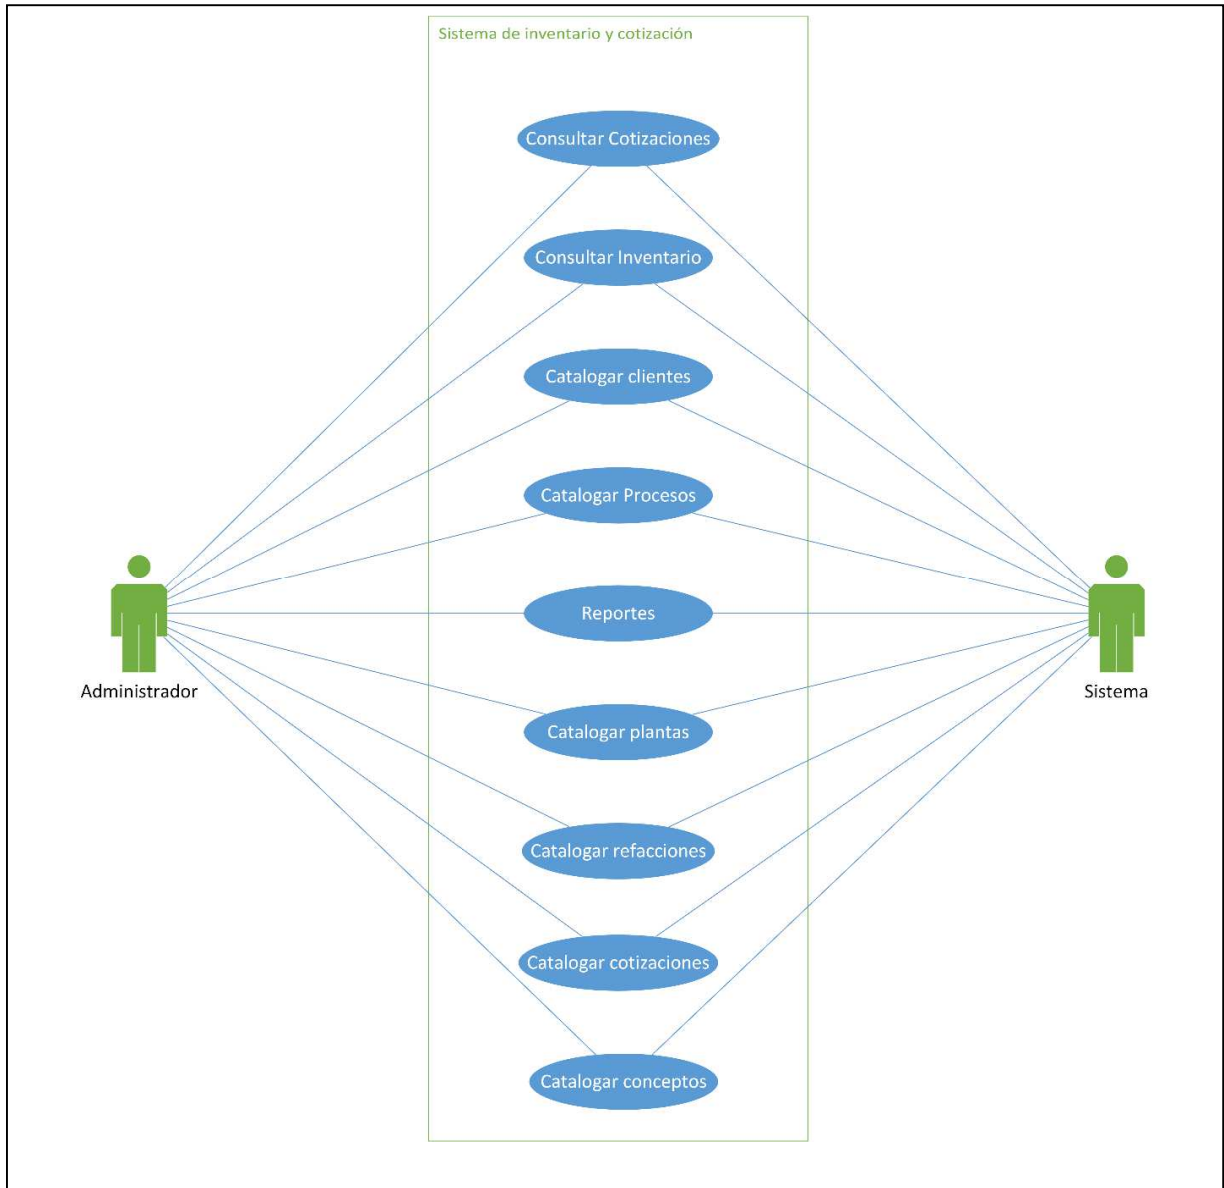 Sistema de inventario y cotización
Consultar Cotizaciones
Consultar Inventario
Catalogar clientes
Catalogar Procesos
Reportes
Administrador
Sistema
Catalogar plantas
Catalogar refacciones
Catalogar cotizaciones
Catalogar conceptos